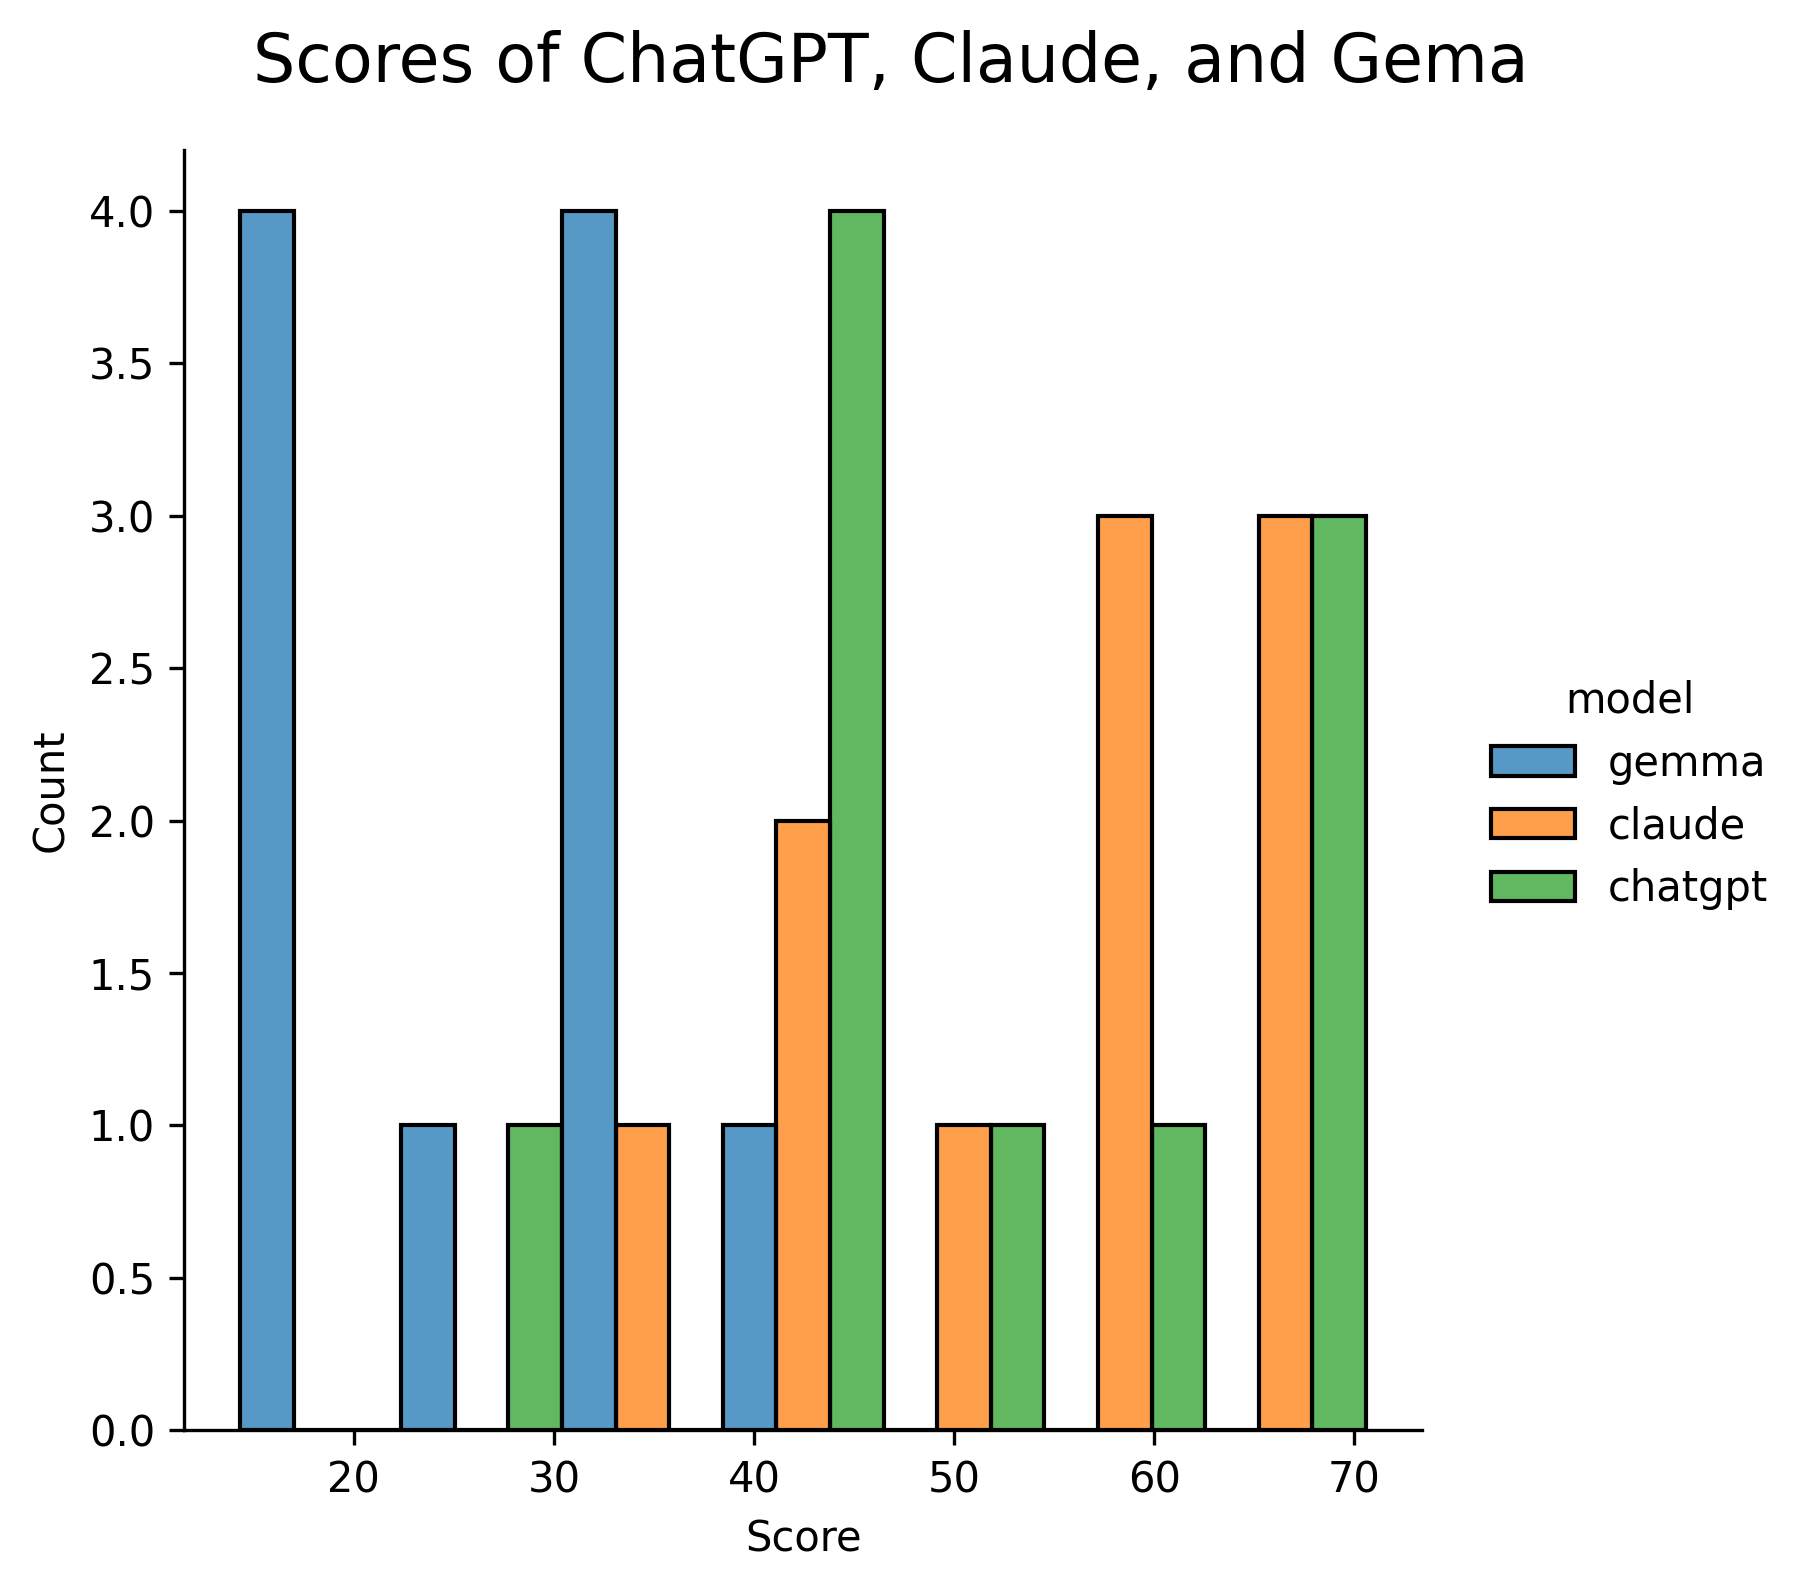 Scores of ChatGPT, Claude, and Gema
4.0
3.5
3.0
2.5
2.0
1.5
1.0
0.5
0.0
Count
20 30 40 50 60 70
Score
model
gemma
claude
chatgpt